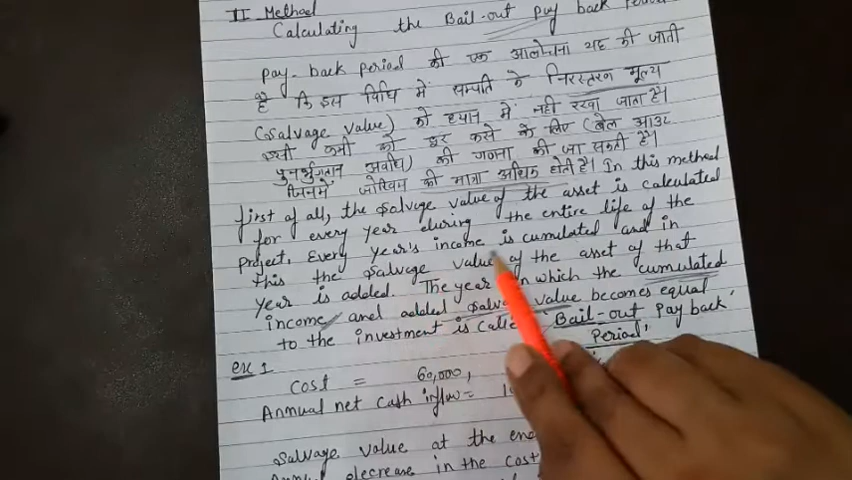 II Method
Calculating the Bail-out pay back Period
Pay-back Period की एक आलोचना यह की जाती
है कि इस विधि में सम्पति के निरस्तरण मूल्य
(Salvage value) को ध्यान में नहीं रखा जाता है।
इसी कमी को दूर करने के लिए (बेल आउट
पुनर्भुगतान अवधि) की गणना की जा सकती है।
जिनमें जोखिम की मात्रा अधिक होती है। In this method
first of all, the Salvage value of the asset is calculated
for every year during the entire life of the
Project. Every year's income is cumulated and in
this the Salvage value of the asset of that
year is added. The year in which the cumulated
income and added Salvage value becomes equal
to the investment is called 'Bail-out Pay back
Period'
ex 1
Cost = 60,000,
Annual net cash inflow =
Salvage value at the end
decrease in the cost